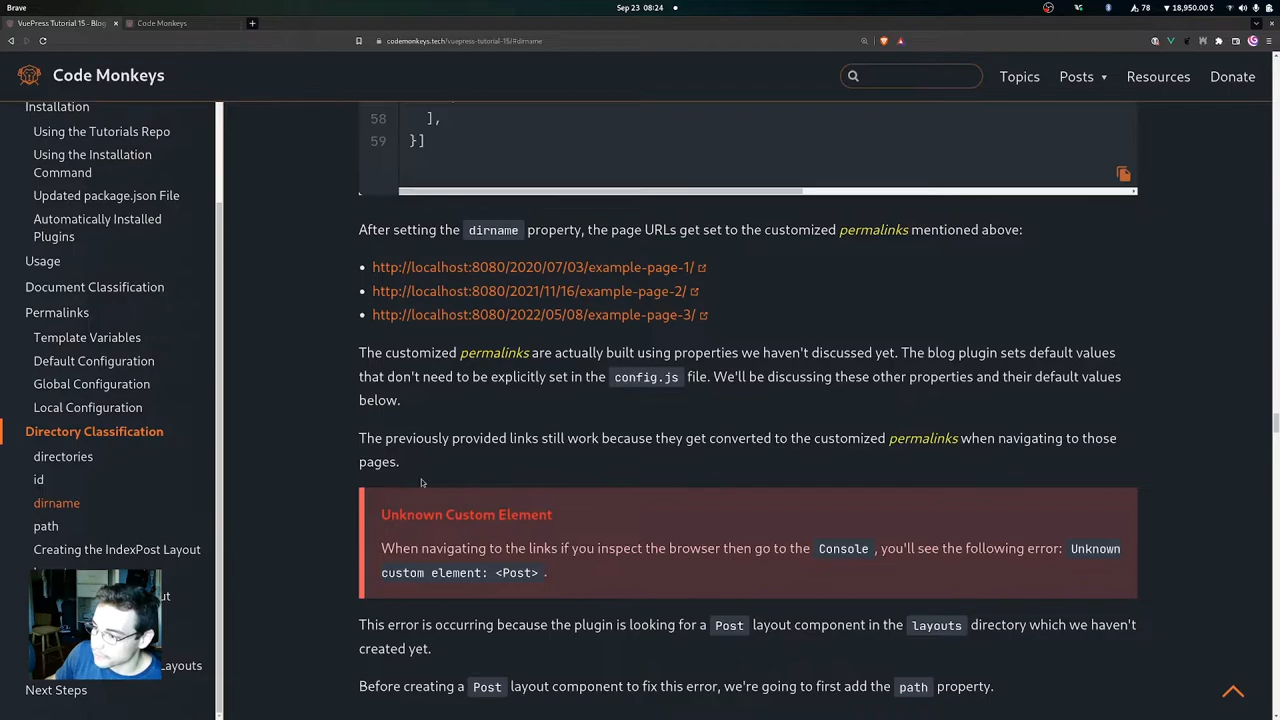 Brave
Sep 23 08:24
78
18,950.00 $
VuePress Tutorial 15 - Blog
Code Monkeys
codemonkeys.tech/vuepress-tutorial-15/#dirname
Code Monkeys
Topics
Posts
Resources
Donate
Installation
Using the Tutorials Repo
Using the Installation
Command
Updated package.json File
Automatically Installed
Plugins
Usage
Document Classification
Permalinks
Template Variables
Default Configuration
Global Configuration
Local Configuration
Directory Classification
directories
id
dirname
path
Creating the IndexPost Layout
Next Steps
58 ],
59 }]
After setting the dirname property, the page URLs get set to the customized permalinks mentioned above:
• http://localhost:8080/2020/07/03/example-page-1/
• http://localhost:8080/2021/11/16/example-page-2/
• http://localhost:8080/2022/05/08/example-page-3/
The customized permalinks are actually built using properties we haven't discussed yet. The blog plugin sets default values
that don't need to be explicitly set in the config.js file. We'll be discussing these other properties and their default values
below.
The previously provided links still work because they get converted to the customized permalinks when navigating to those
pages.
Unknown Custom Element
When navigating to the links if you inspect the browser then go to the Console, you'll see the following error: Unknown
custom element: <Post>.
This error is occurring because the plugin is looking for a Post layout component in the layouts directory which we haven't
created yet.
Before creating a Post layout component to fix this error, we're going to first add the path property.